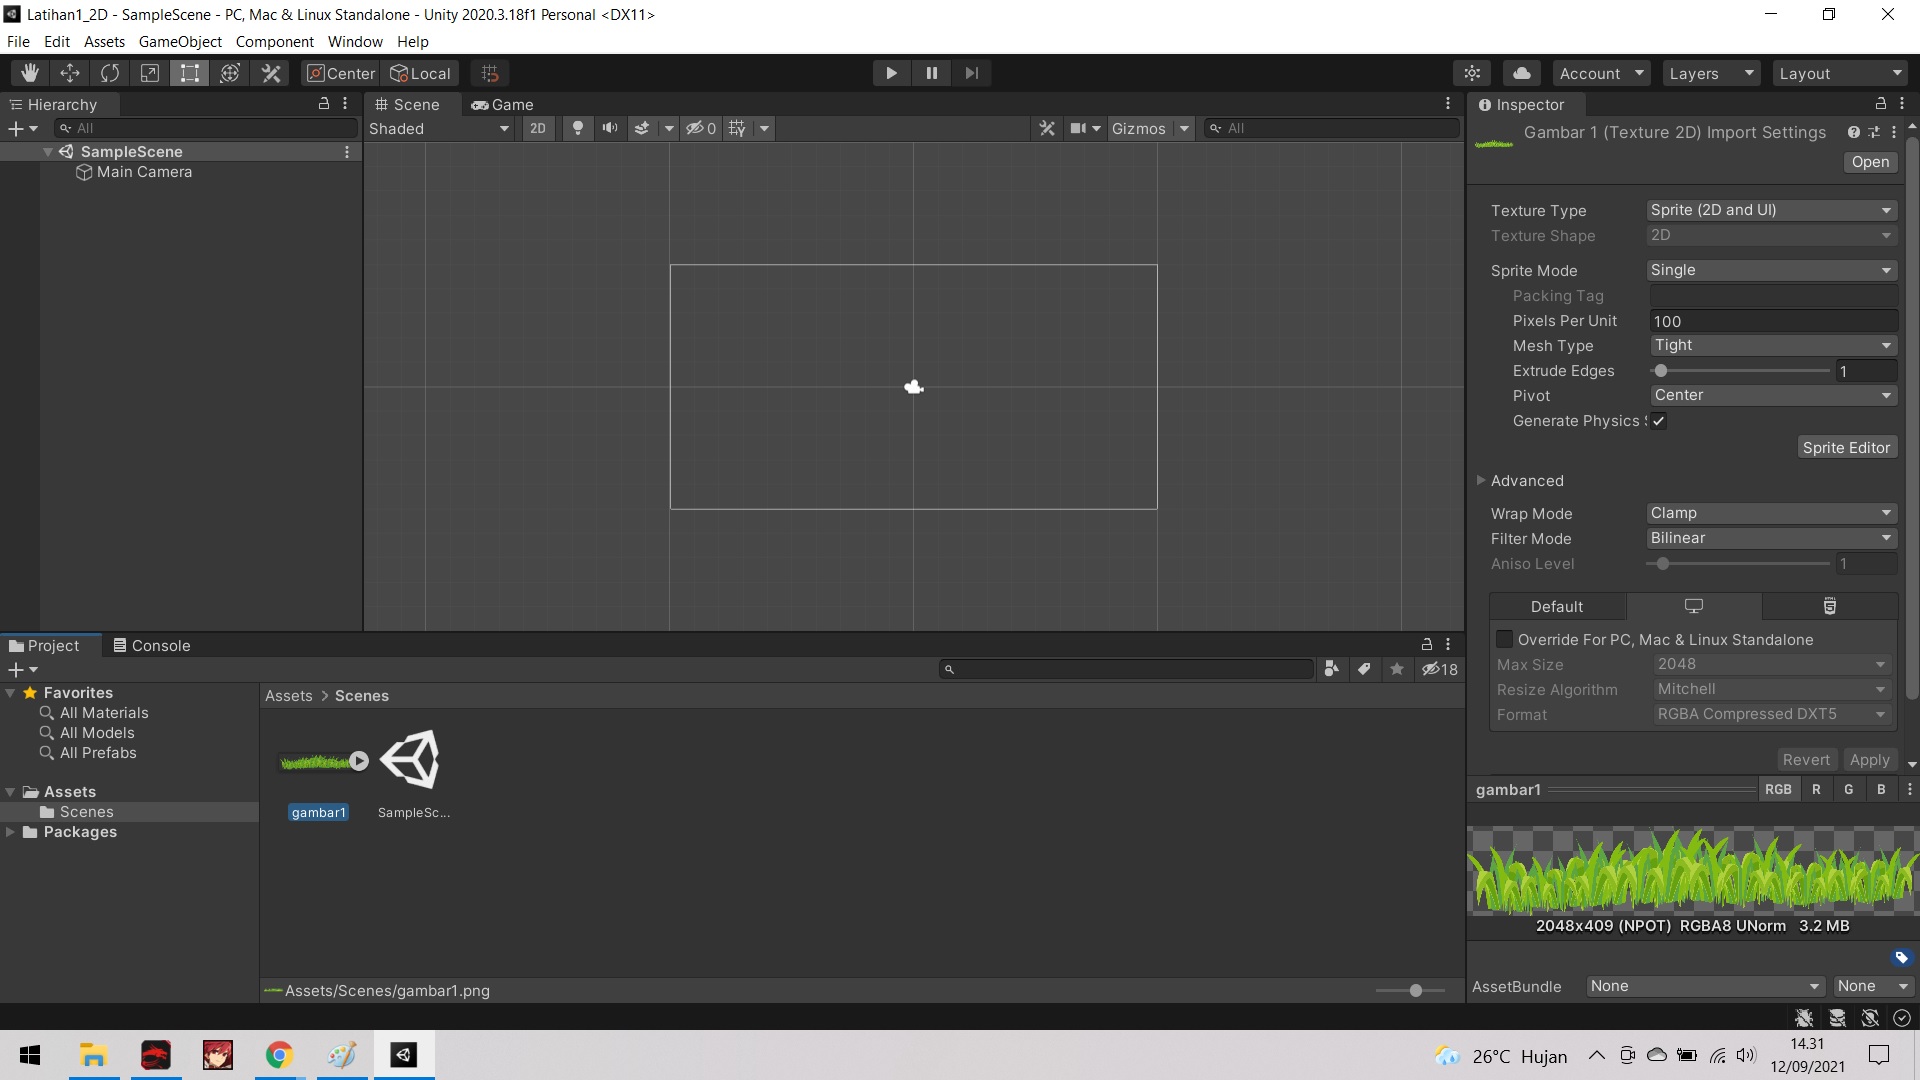 Latihan1_2D - SampleScene - PC, Mac & Linux Standalone - Unity 2020.3.18f1 Personal <DX11>
File Edit Assets GameObject Component Window Help
Center Local Account Layers Layout
Hierarchy
All
SampleScene
Main Camera
Scene Game
Shaded 2D 0 Gizmos All
Inspector
Gambar 1 (Texture 2D) Import Settings
Open
Texture Type Sprite (2D and UI)
Texture Shape 2D
Sprite Mode Single
Packing Tag
Pixels Per Unit 100
Mesh Type Tight
Extrude Edges 1
Pivot Center
Generate Physics S
Sprite Editor
Advanced
Wrap Mode Clamp
Filter Mode Bilinear
Aniso Level 1
Default
Override For PC, Mac & Linux Standalone
Max Size 2048
Resize Algorithm Mitchell
Format RGBA Compressed DXT5
Revert Apply
gambar1 RGB R G B
2048x409 (NPOT) RGBA8 UNorm 3.2 MB
AssetBundle None None
Project Console
18
Favorites
All Materials
All Models
All Prefabs
Assets
Scenes
Packages
Assets > Scenes
gambar1 SampleSc...
Assets/Scenes/gambar1.png
26°C Hujan
14.31
12/09/2021